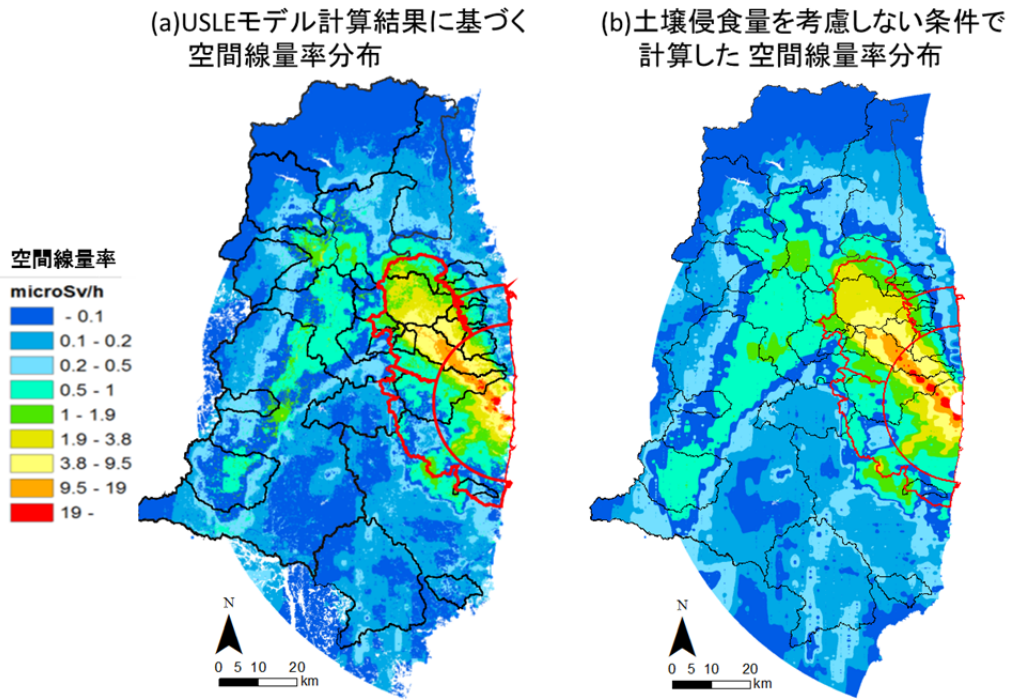 (a)USLEモデル計算結果に基づく
空間線量率分布
(b)土壌侵食量を考慮しない条件で
計算した 空間線量率分布
空間線量率
microSv/h
- 0.1
0.1 - 0.2
0.2 - 0.5
0.5 - 1
1 - 1.9
1.9 - 3.8
3.8 - 9.5
9.5 - 19
19 -
N
0 5 10 20
km
N
0 5 10 20
km